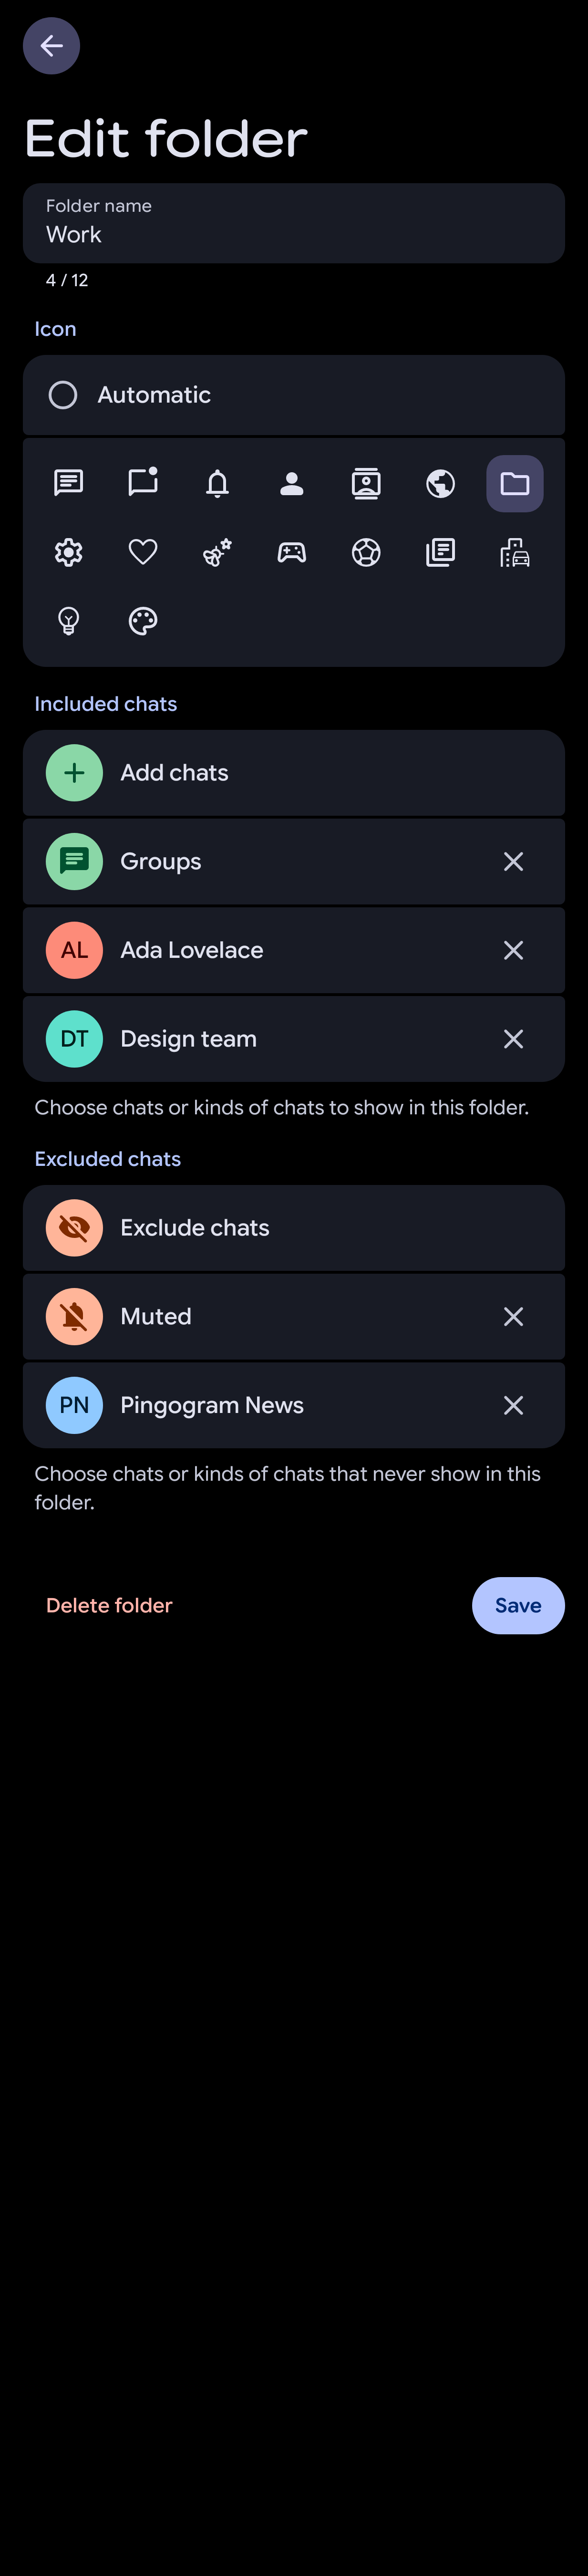 Edit folder
Folder name
Work
4 / 12
Icon
Automatic
Included chats
Add chats
Groups
AL
Ada Lovelace
DT
Design team
Choose chats or kinds of chats to show in this folder.
Excluded chats
Exclude chats
Muted
PN
Pingogram News
Choose chats or kinds of chats that never show in this
folder.
Delete folder
Save